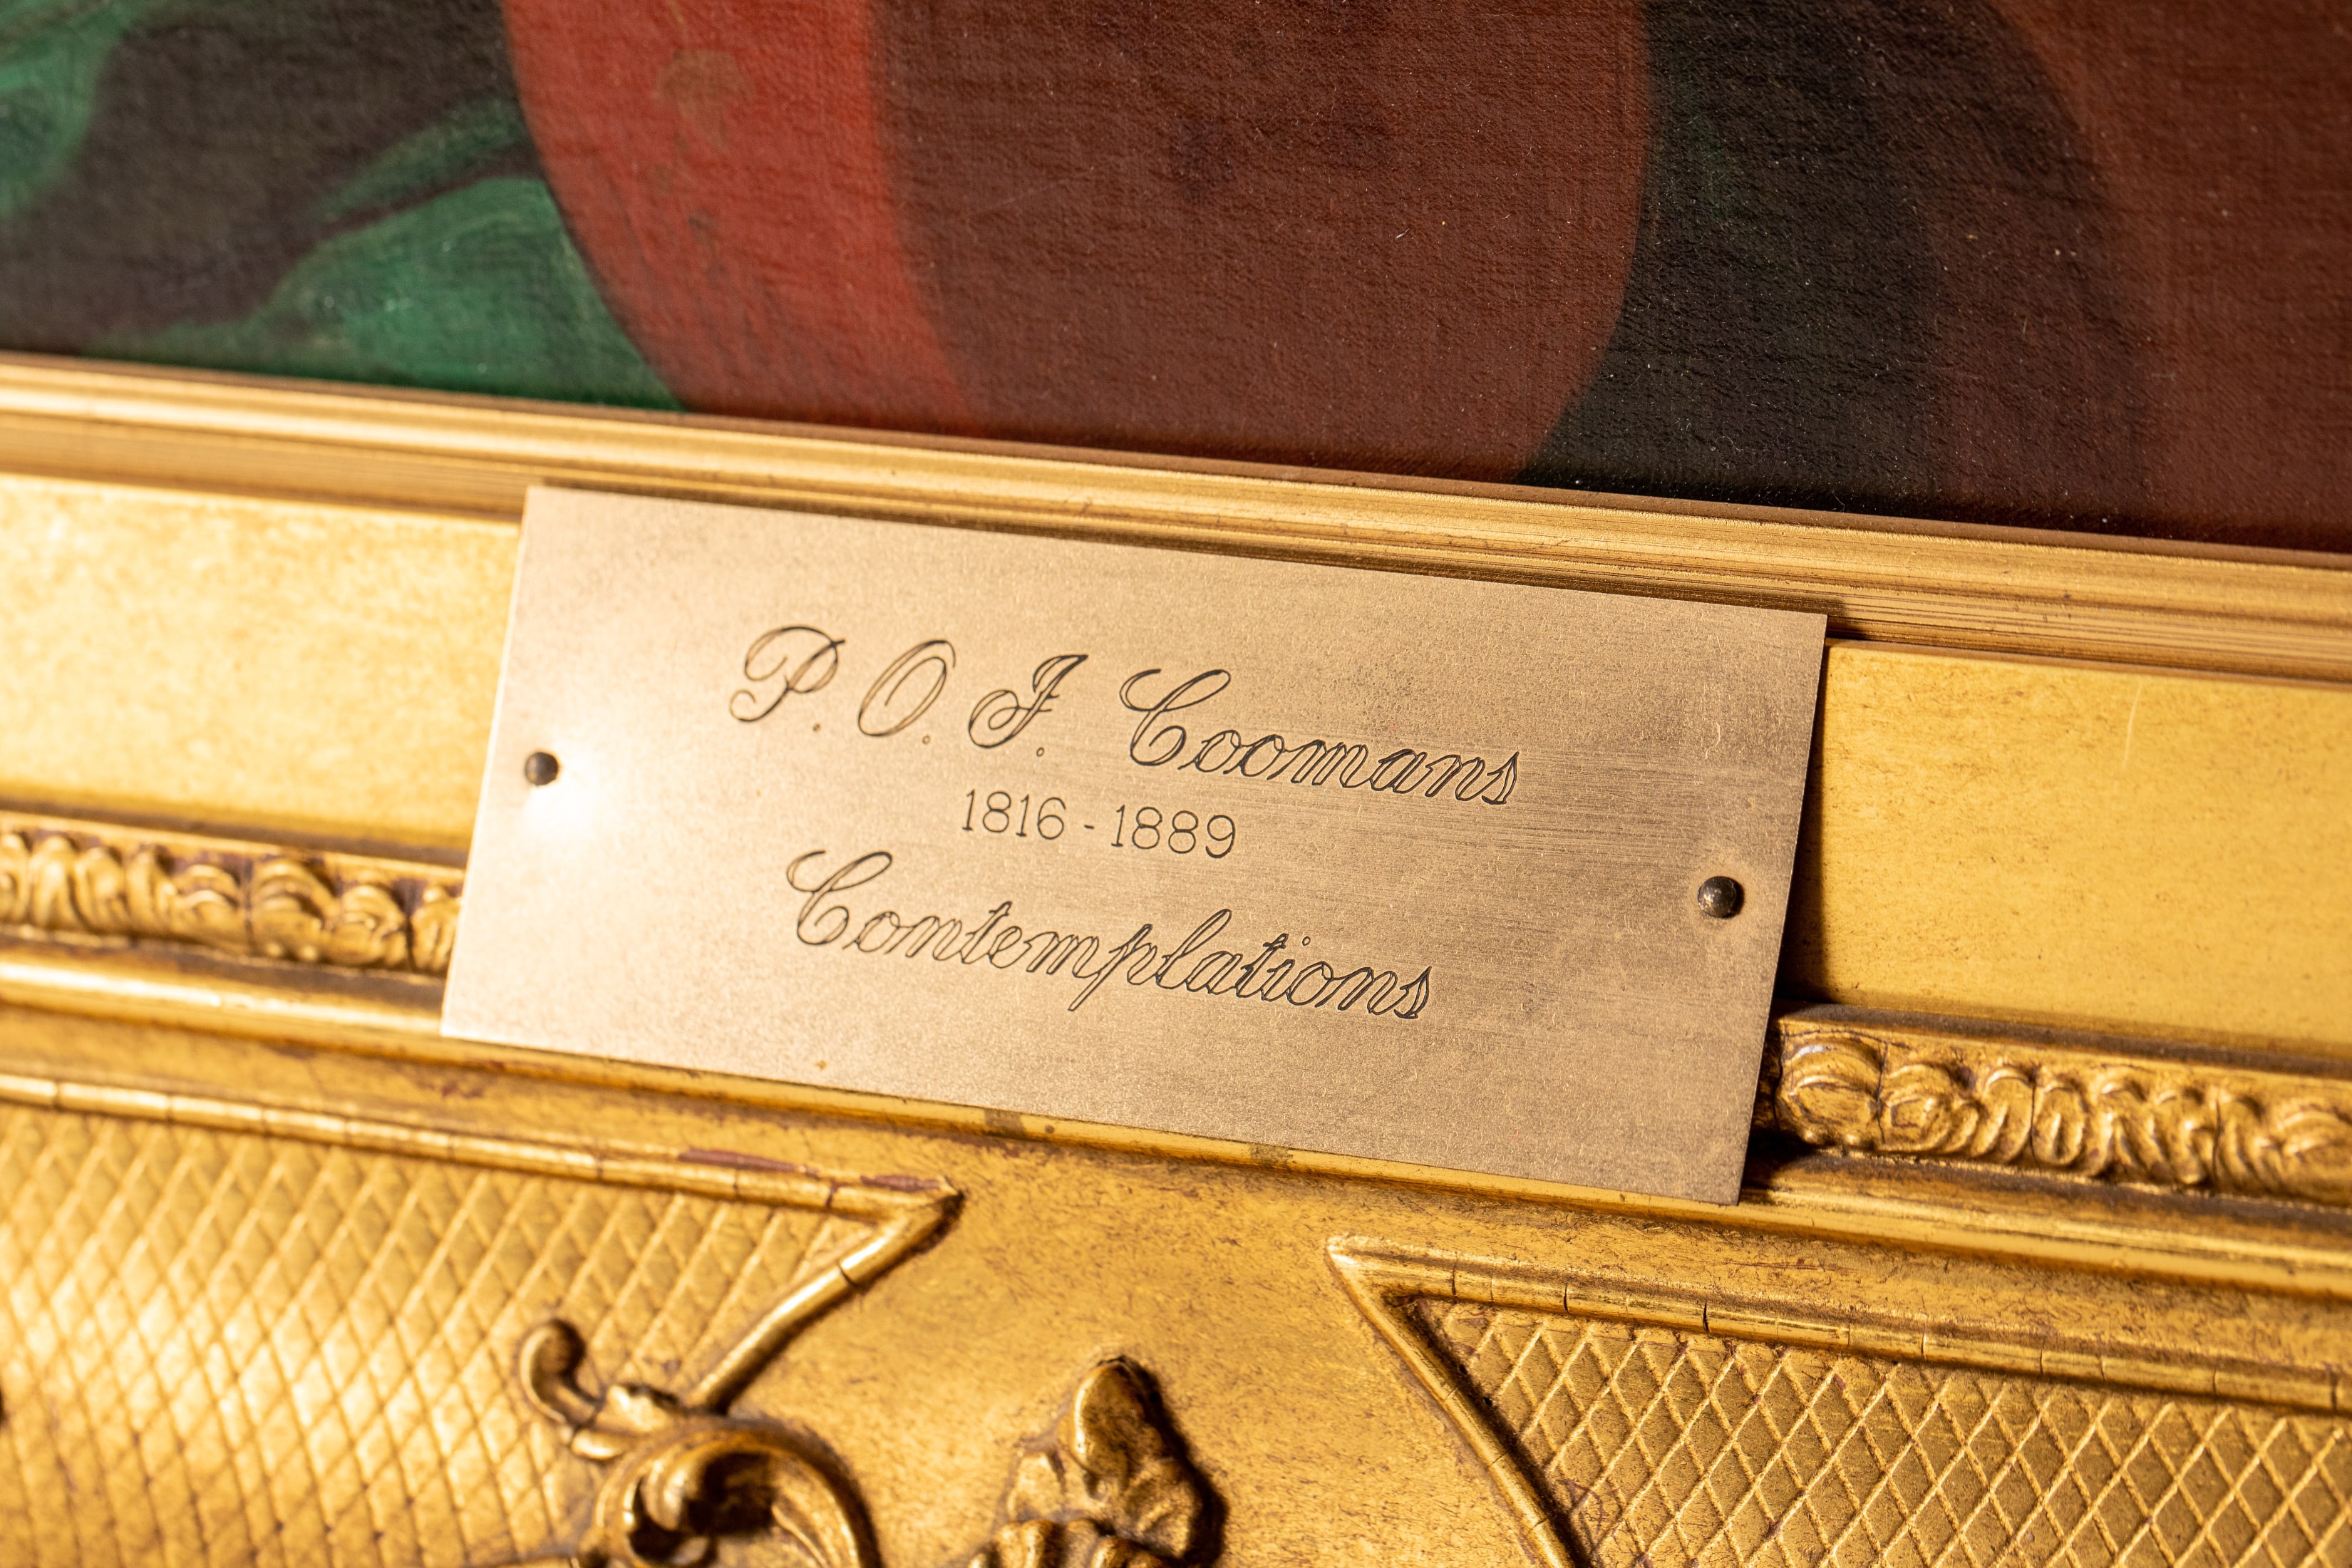 P. O. J. Coomans
1816 - 1889
Contemplations